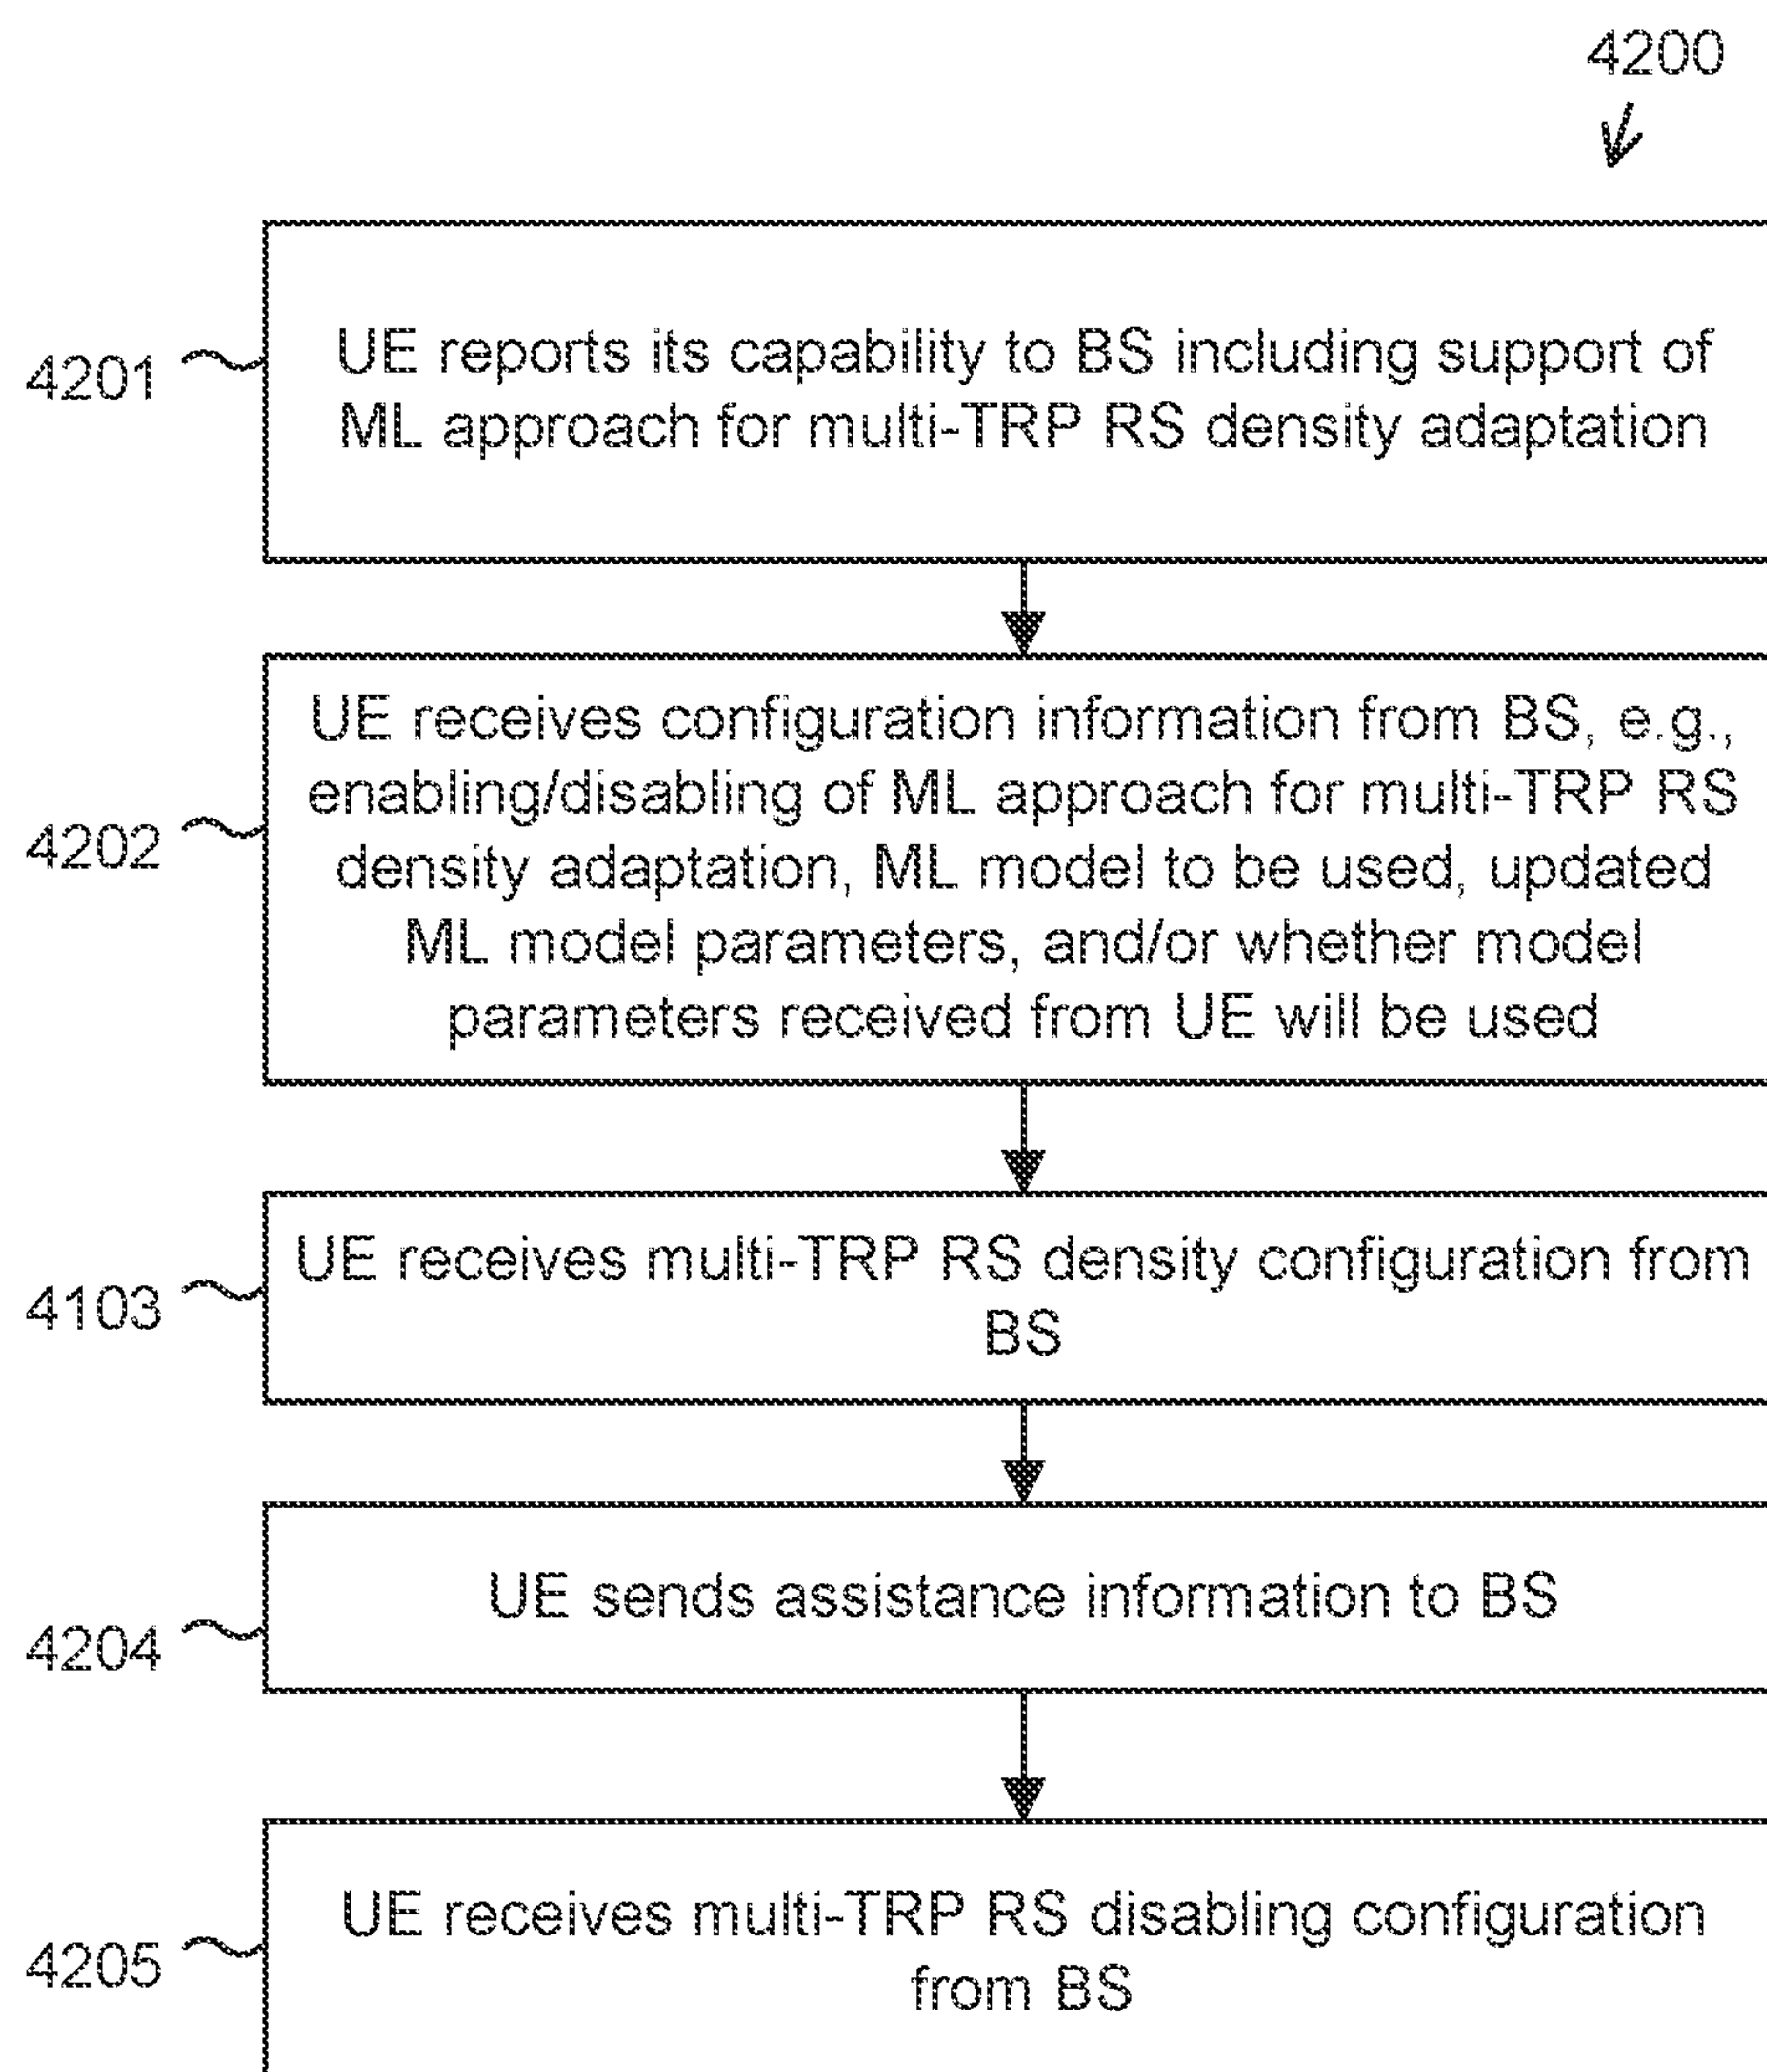 4200
4201
UE reports its capability to BS including support of
ML approach for multi-TRP RS density adaptation
4202
UE receives configuration information from BS, e.g.,
enabling/disabling of ML approach for multi-TRP RS
density adaptation, ML model to be used, updated
ML model parameters, and/or whether model
parameters received from UE will be used
4103
UE receives multi-TRP RS density configuration from
BS
4204
UE sends assistance information to BS
4205
UE receives multi-TRP RS disabling configuration
from BS